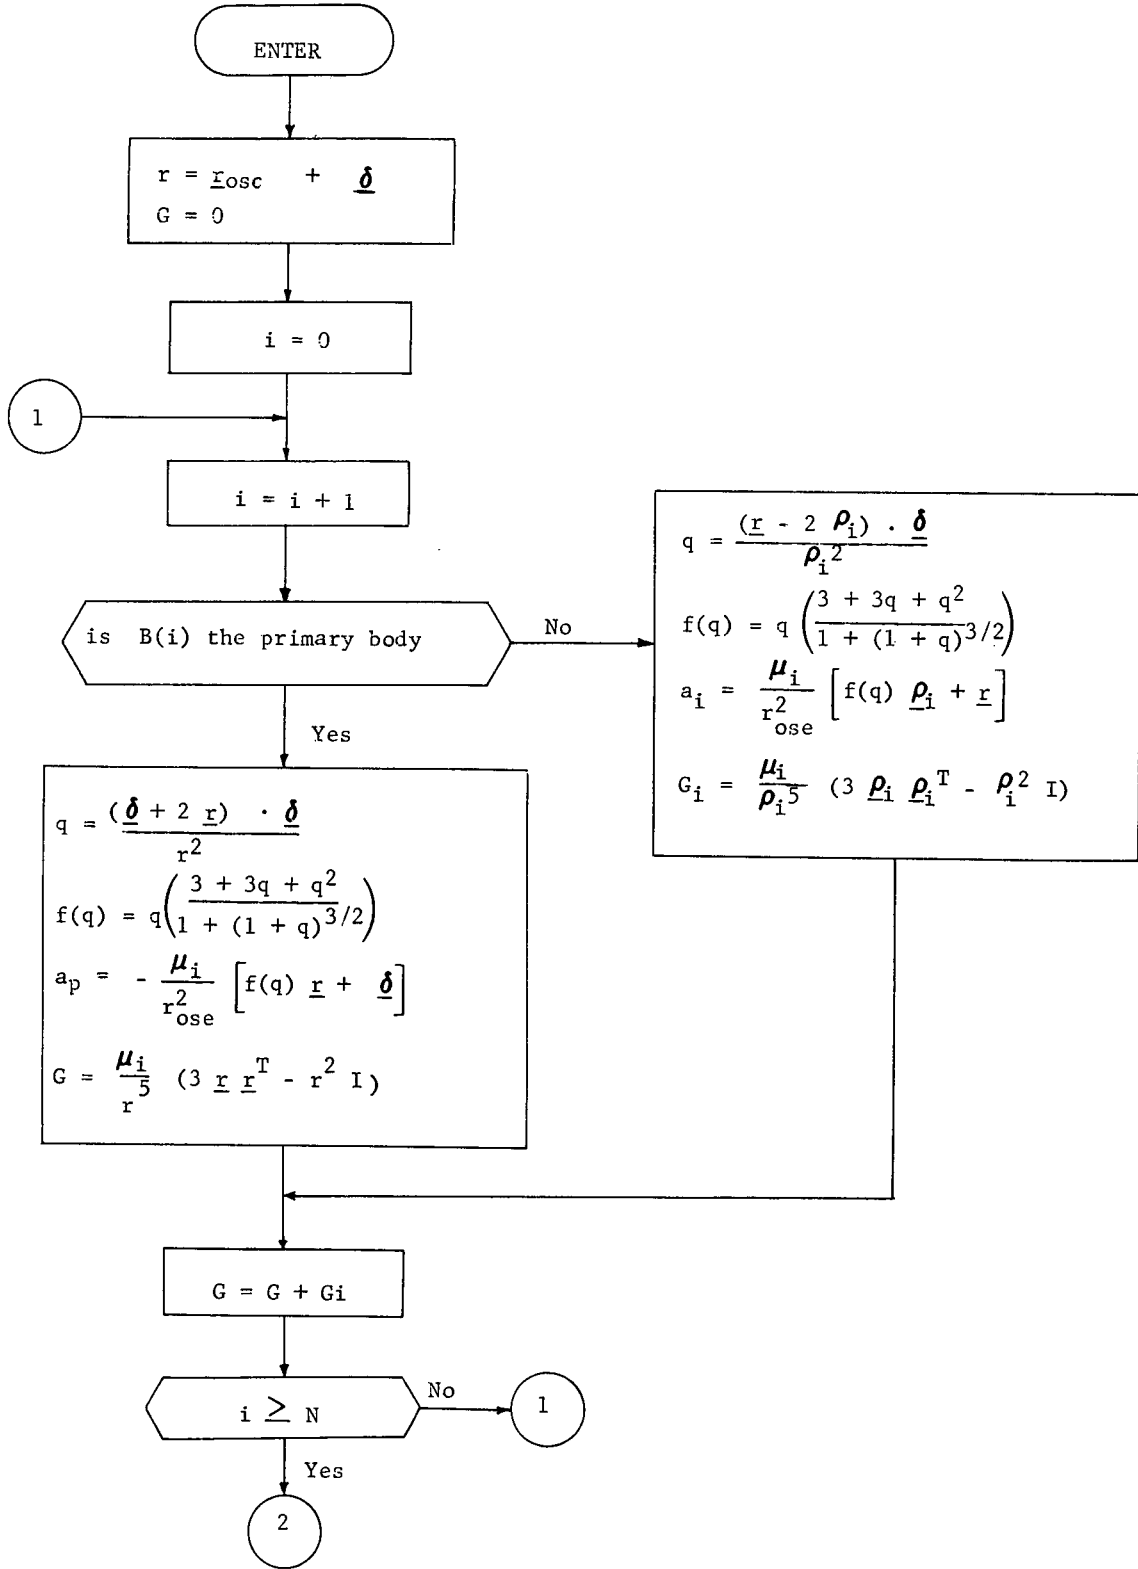 ENTER
r = r_osc + δ
G = 0
i = 0
1
i = i + 1
is B(i) the primary body
No
Yes
q = (r - 2 ρ_i) . δ / ρ_i^2
f(q) = q ( 3 + 3q + q^2 / 1 + (1 + q)^3/2 )
a_i = μ_i / r^2_ose [ f(q) ρ_i + r ]
G_i = μ_i / ρ_i^5 (3 ρ_i ρ_i^T - ρ_i^2 I)
q = (δ + 2 r) · δ / r^2
f(q) = q ( 3 + 3q + q^2 / 1 + (1 + q)^3/2 )
a_p = - μ_i / r^2_ose [ f(q) r + δ ]
G = μ_i / r^5 (3 r r^T - r^2 I)
G = G + Gi
i ≥ N
No
1
Yes
2